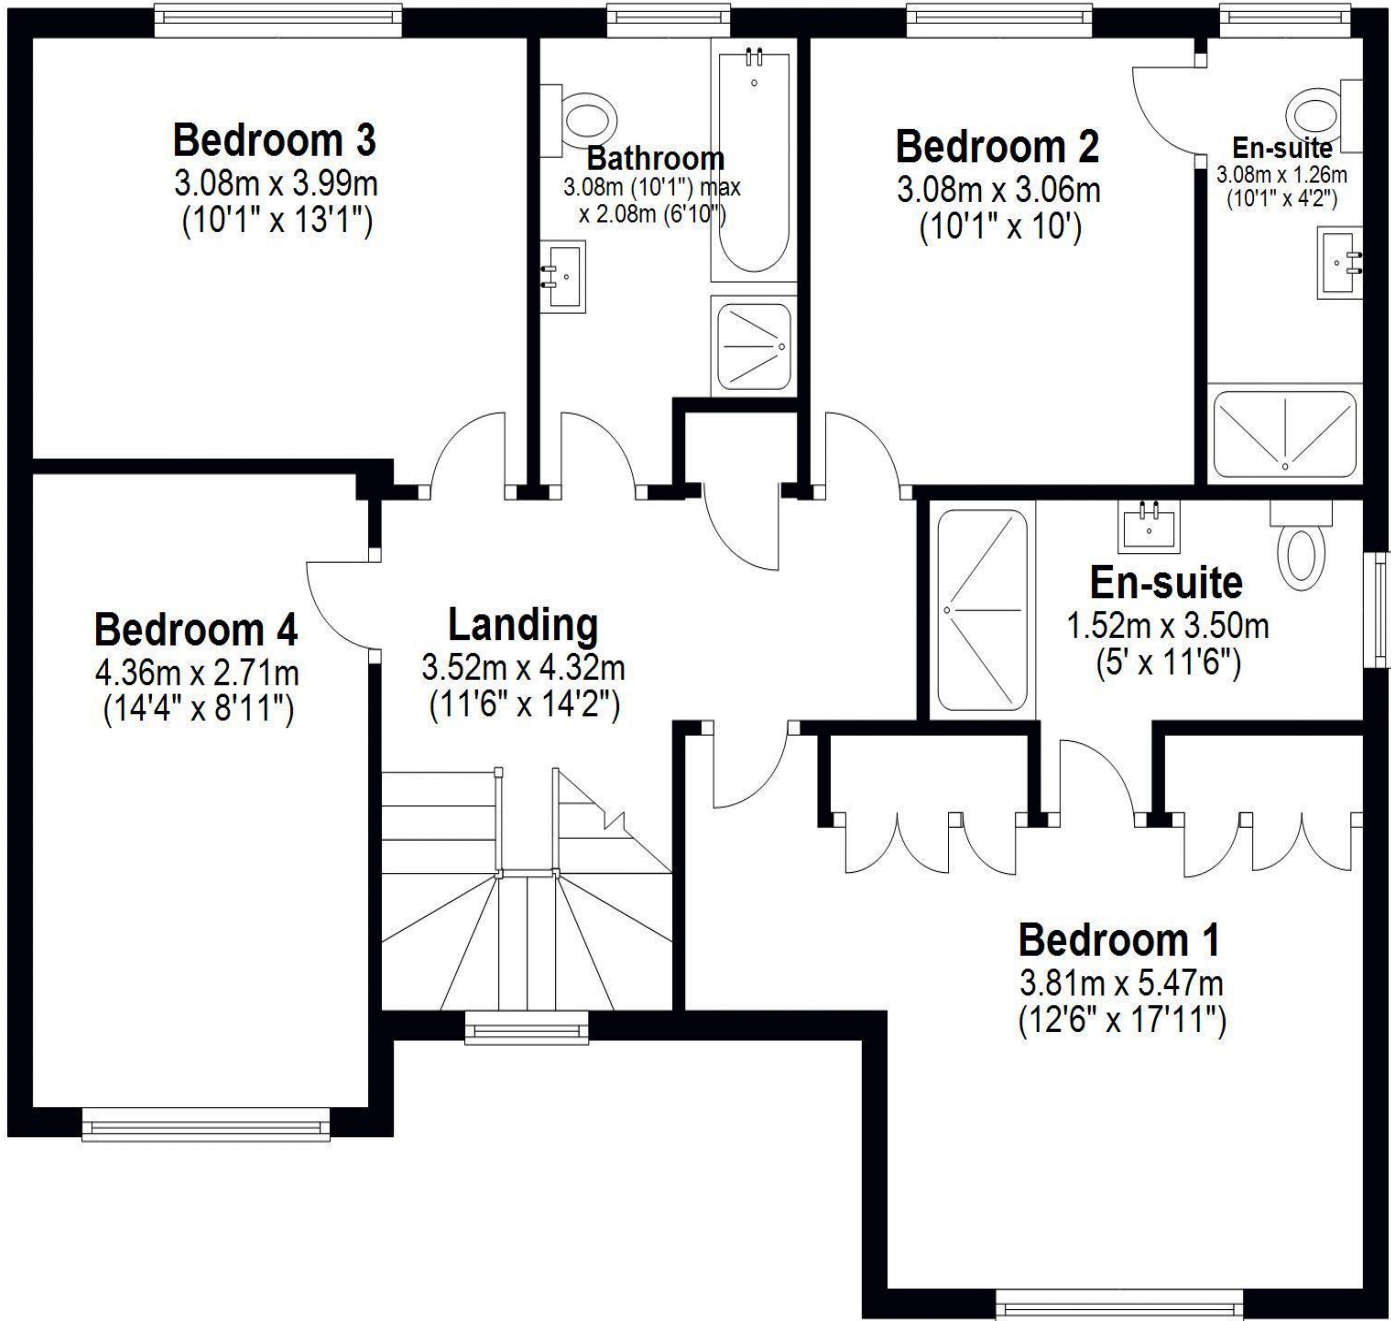 Bedroom 3
3.08m x 3.99m
(10'1" x 13'1")
Bathroom
3.08m (10'1") max
x 2.08m (6'10")
Bedroom 2
3.08m x 3.06m
(10'1" x 10')
En-suite
3.08m x 1.26m
(10'1" x 4'2")
Bedroom 4
4.36m x 2.71m
(14'4" x 8'11")
Landing
3.52m x 4.32m
(11'6" x 14'2")
En-suite
1.52m x 3.50m
(5' x 11'6")
Bedroom 1
3.81m x 5.47m
(12'6" x 17'11")